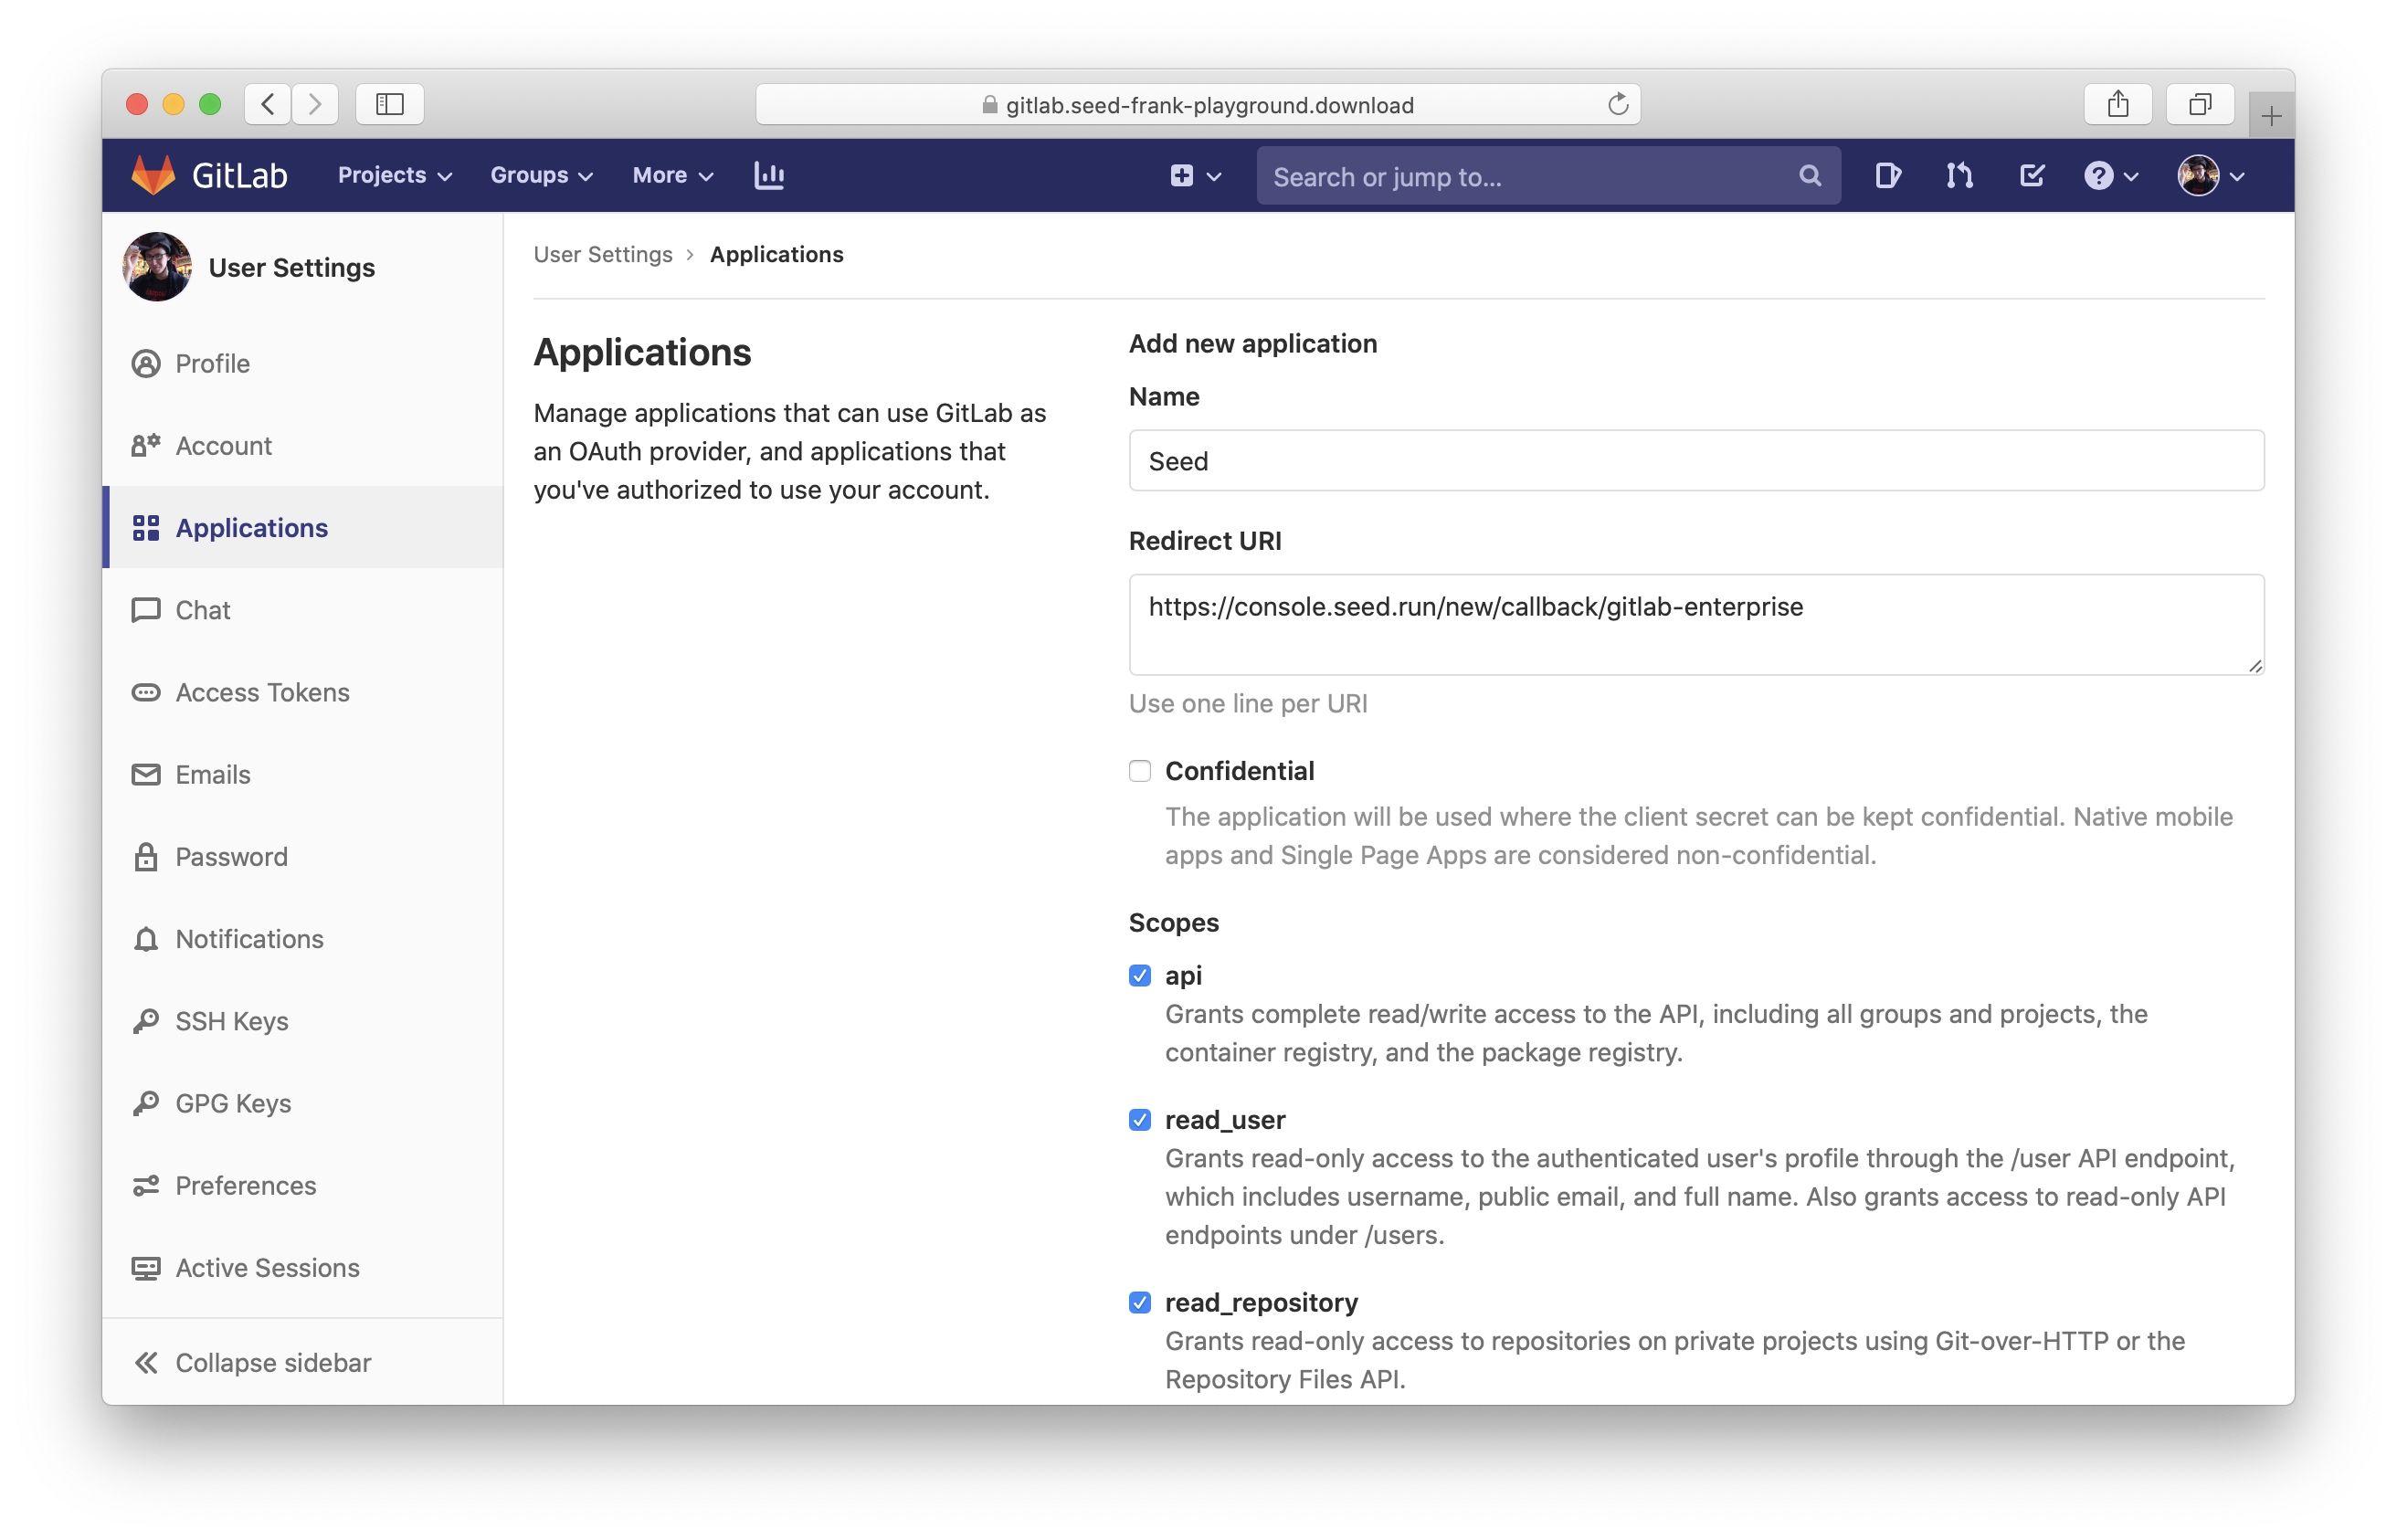 gitlab.seed-frank-playground.download
GitLab Projects Groups More Search or jump to...
User Settings
Profile
Account
Applications
Chat
Access Tokens
Emails
Password
Notifications
SSH Keys
GPG Keys
Preferences
Active Sessions
Collapse sidebar
User Settings > Applications
Applications
Manage applications that can use GitLab as
an OAuth provider, and applications that
you've authorized to use your account.
Add new application
Name
Seed
Redirect URI
https://console.seed.run/new/callback/gitlab-enterprise
Use one line per URI
Confidential
The application will be used where the client secret can be kept confidential. Native mobile
apps and Single Page Apps are considered non-confidential.
Scopes
api
Grants complete read/write access to the API, including all groups and projects, the
container registry, and the package registry.
read_user
Grants read-only access to the authenticated user's profile through the /user API endpoint,
which includes username, public email, and full name. Also grants access to read-only API
endpoints under /users.
read_repository
Grants read-only access to repositories on private projects using Git-over-HTTP or the
Repository Files API.